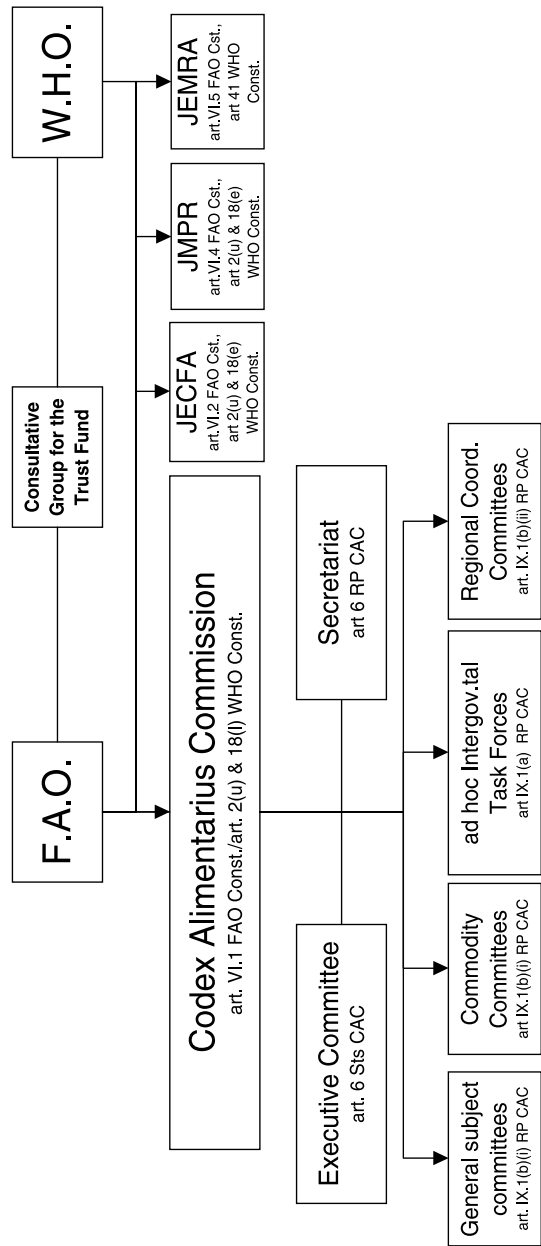 F.A.O.
Consultative
Group for the
Trust Fund
W.H.O.
Codex Alimentarius Commission
art. VI.1 FAO Const./art. 2(u) & 18(l) WHO Const.
JECFA
art.VI.2 FAO Cst.,
art 2(u) & 18(e)
WHO Const.
JMPR
art.VI.4 FAO Cst.,
art 2(u) & 18(e)
WHO Const.
JEMRA
art.VI.5 FAO Cst.,
art 41 WHO
Const.
Executive Committee
art. 6 Sts CAC
Secretariat
art 6 RP CAC
General subject
committees
art. IX.1(b)(i) RP CAC
Commodity
Committees
art IX.1(b)(i) RP CAC
ad hoc Intergov.tal
Task Forces
art IX.1(a) RP CAC
Regional Coord.
Committees
art. IX.1(b)(ii) RP CAC